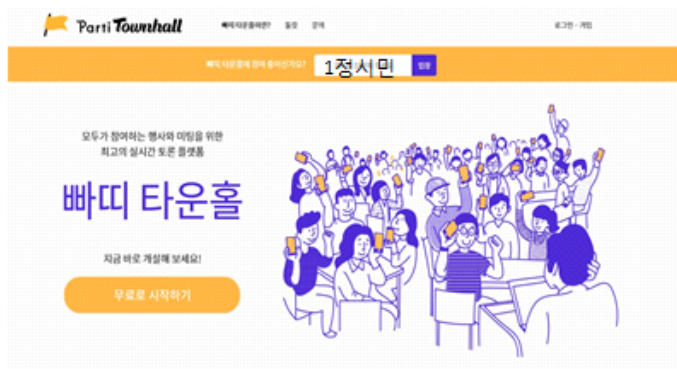 Parti Townhall
빠띠 타운홀이란? 둘러 문의
로그인 · 가입
빠띠 타운홀에 참여 중이신가요? 1정시민 입장
모두가 참여하는 행사와 미팅을 위한
최고의 실시간 토론 플랫폼
빠띠 타운홀
지금 바로 개설해 보세요!
무료로 시작하기